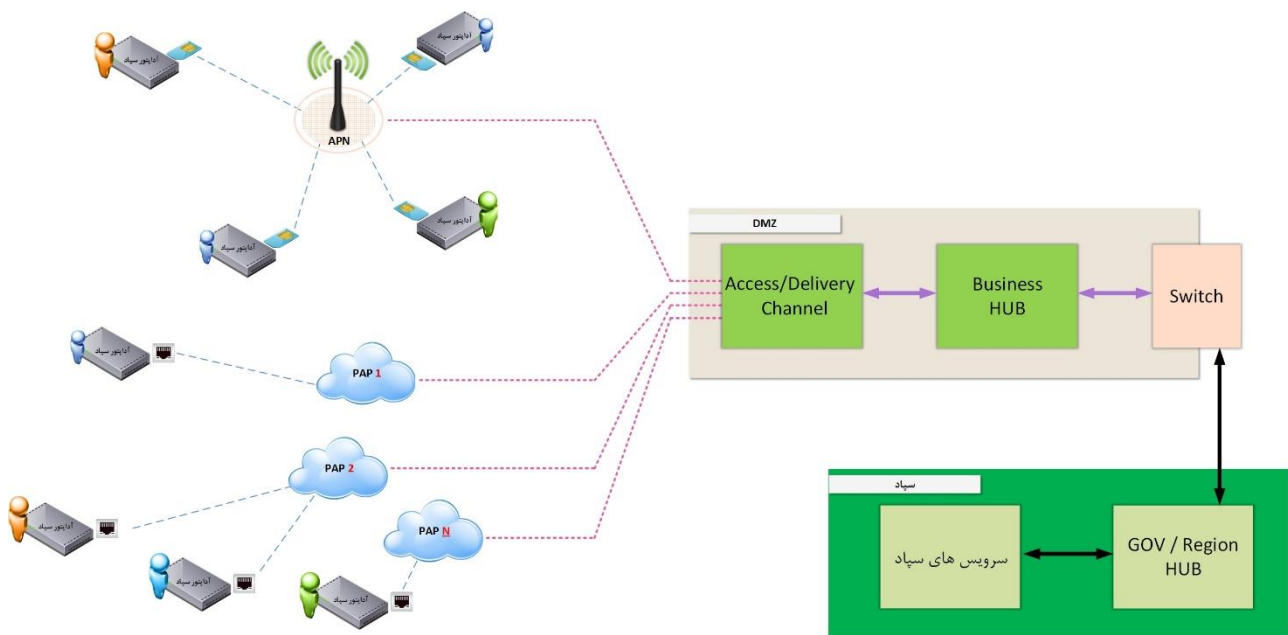 آداپتور سپاد
آداپتور سپاد
APN
آداپتور سپاد
آداپتور سپاد
DMZ
Access/Delivery
Channel
Business
HUB
Switch
آداپتور سپاد
PAP 1
PAP 2
آداپتور سپاد
PAP N
آداپتور سپاد
آداپتور سپاد
سپاد
سرویس های سپاد
GOV / Region
HUB